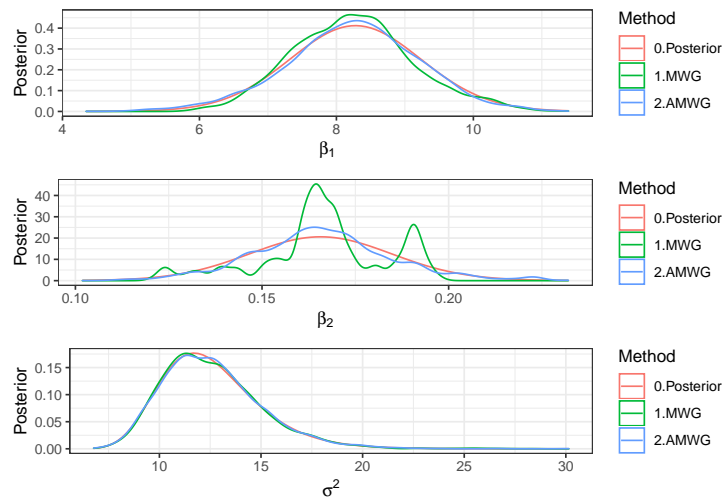 Posterior
0.4
0.3
0.2
0.1
0.0
4
6
8
10
β1
Method
0.Posterior
1.MWG
2.AMWG
Posterior
40
30
20
10
0
0.10
0.15
0.20
β2
Method
0.Posterior
1.MWG
2.AMWG
Posterior
0.15
0.10
0.05
0.00
10
15
20
25
30
σ2
Method
0.Posterior
1.MWG
2.AMWG